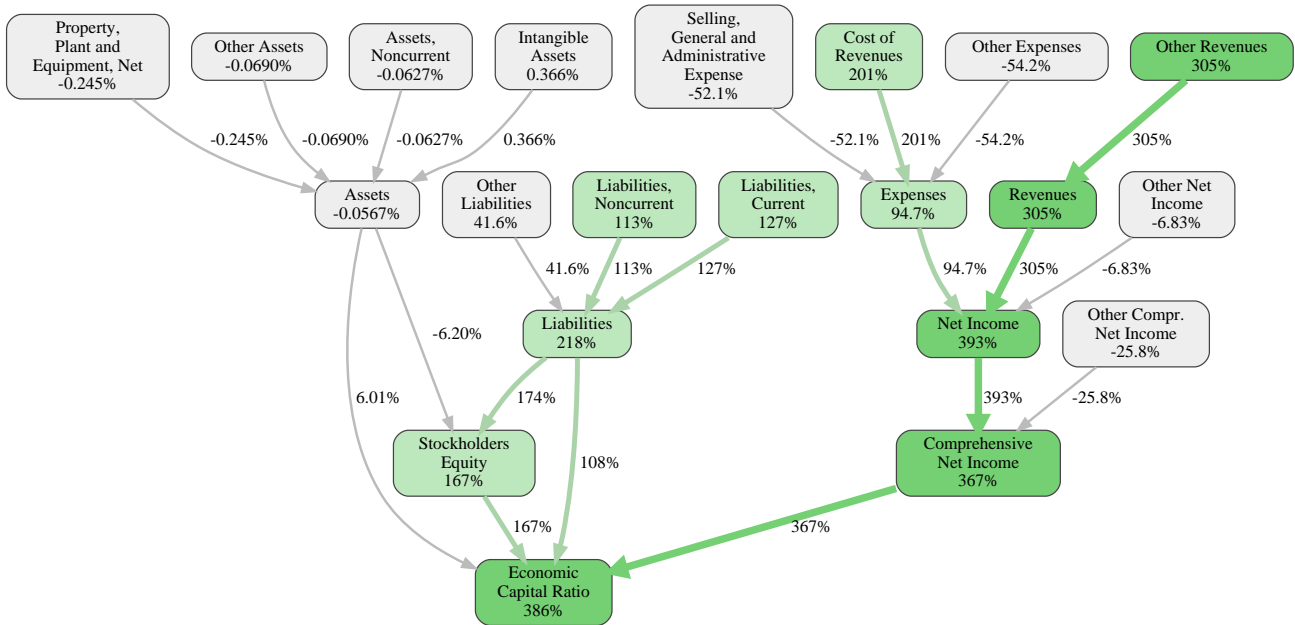 Property,
Plant and
Equipment, Net
-0.245%
Other Assets
-0.0690%
Assets,
Noncurrent
-0.0627%
Intangible
Assets
0.366%
Selling,
General and
Administrative
Expense
-52.1%
Cost of
Revenues
201%
Other Expenses
-54.2%
Other Revenues
305%
-0.245%
-0.0690%
-0.0627%
0.366%
-52.1%
201%
-54.2%
305%
Assets
-0.0567%
Other
Liabilities
41.6%
Liabilities,
Noncurrent
113%
Liabilities,
Current
127%
Expenses
94.7%
Revenues
305%
Other Net
Income
-6.83%
41.6%
113%
127%
94.7%
305%
-6.83%
-6.20%
Liabilities
218%
Net Income
393%
Other Compr.
Net Income
-25.8%
6.01%
174%
108%
393%
-25.8%
Stockholders
Equity
167%
Comprehensive
Net Income
367%
167%
367%
Economic
Capital Ratio
386%